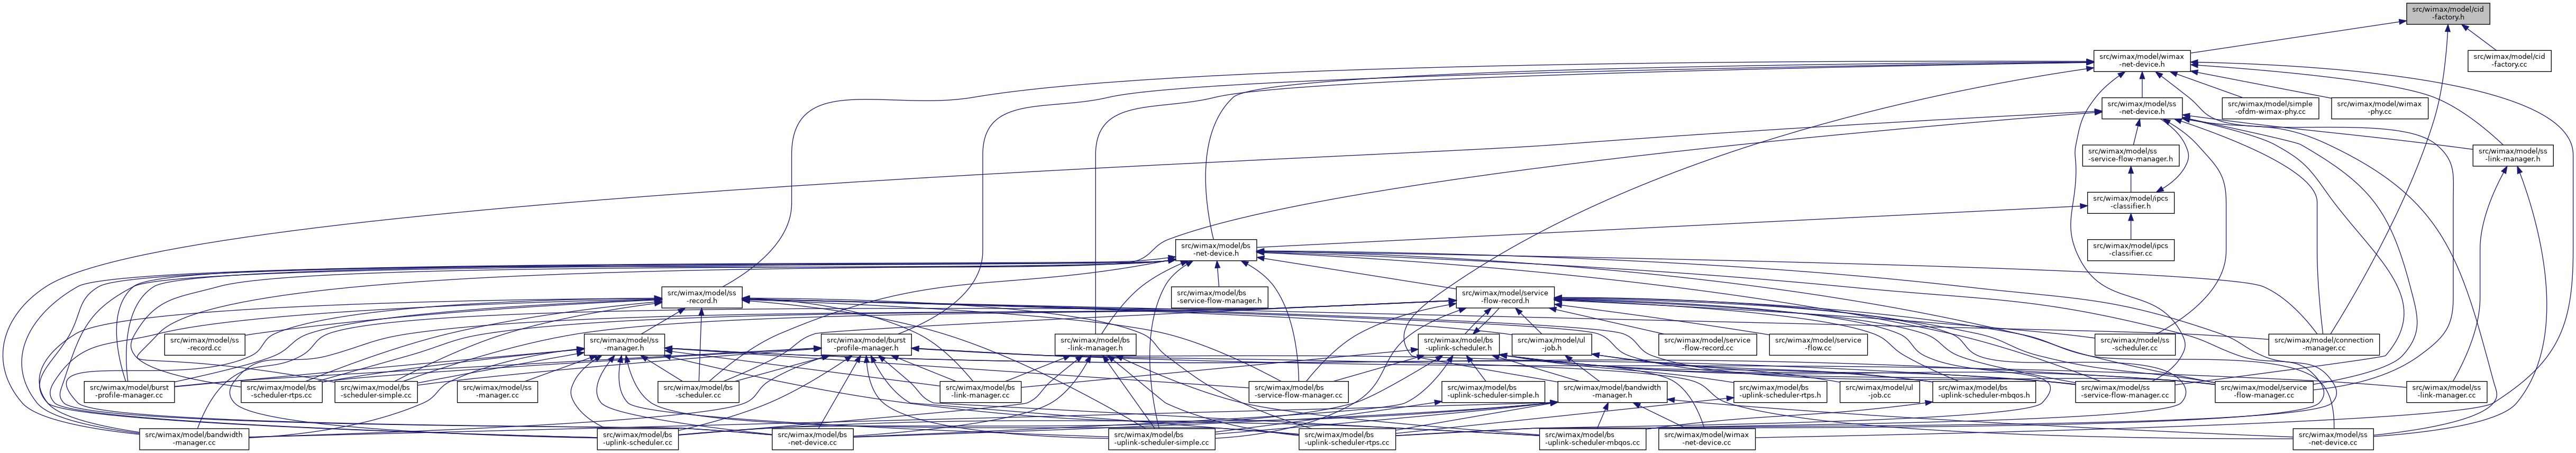 src/wimax/model/cid
-factory.h
src/wimax/model/wimax
-net-device.h
src/wimax/model/cid
-factory.cc
src/wimax/model/ss
-net-device.h
src/wimax/model/simple
-ofdm-wimax-phy.cc
src/wimax/model/wimax
-phy.cc
src/wimax/model/ss
-service-flow-manager.h
src/wimax/model/ss
-link-manager.h
src/wimax/model/ipcs
-classifier.h
src/wimax/model/bs
-net-device.h
src/wimax/model/ipcs
-classifier.cc
src/wimax/model/ss
-record.h
src/wimax/model/bs
-service-flow-manager.h
src/wimax/model/service
-flow-record.h
src/wimax/model/ss
-record.cc
src/wimax/model/ss
-manager.h
src/wimax/model/burst
-profile-manager.h
src/wimax/model/bs
-link-manager.h
src/wimax/model/bs
-uplink-scheduler.h
src/wimax/model/ul
-job.h
src/wimax/model/service
-flow-record.cc
src/wimax/model/service
-flow.cc
src/wimax/model/ss
-scheduler.cc
src/wimax/model/connection
-manager.cc
src/wimax/model/burst
-profile-manager.cc
src/wimax/model/bs
-scheduler-rtps.cc
src/wimax/model/bs
-scheduler-simple.cc
src/wimax/model/ss
-manager.cc
src/wimax/model/bs
-scheduler.cc
src/wimax/model/bs
-link-manager.cc
src/wimax/model/bs
-service-flow-manager.cc
src/wimax/model/bs
-uplink-scheduler-simple.h
src/wimax/model/bandwidth
-manager.h
src/wimax/model/bs
-uplink-scheduler-rtps.h
src/wimax/model/ul
-job.cc
src/wimax/model/bs
-uplink-scheduler-mbqos.h
src/wimax/model/ss
-service-flow-manager.cc
src/wimax/model/service
-flow-manager.cc
src/wimax/model/ss
-link-manager.cc
src/wimax/model/bandwidth
-manager.cc
src/wimax/model/bs
-uplink-scheduler.cc
src/wimax/model/bs
-net-device.cc
src/wimax/model/bs
-uplink-scheduler-simple.cc
src/wimax/model/bs
-uplink-scheduler-rtps.cc
src/wimax/model/bs
-uplink-scheduler-mbqos.cc
src/wimax/model/wimax
-net-device.cc
src/wimax/model/ss
-net-device.cc